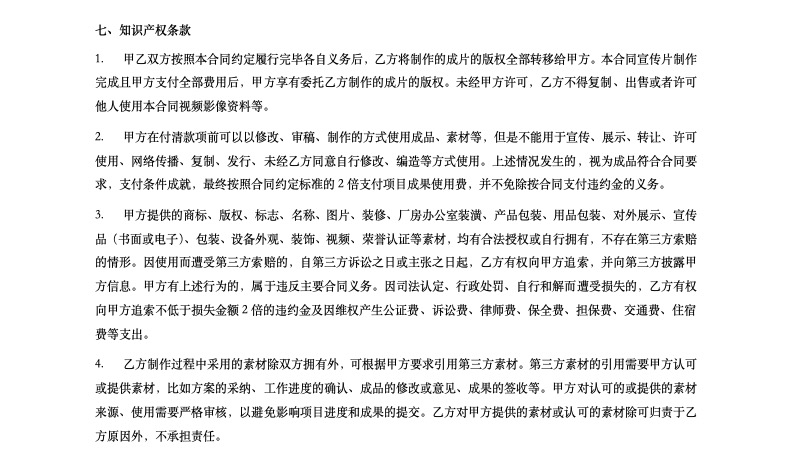 七、知识产权条款
1. 甲乙双方按照本合同约定履行完毕各自义务后，乙方将制作的成片的版权全部转移给甲方。本合同宣传片制作
完成且甲方支付全部费用后，甲方享有委托乙方制作的成片的版权。未经甲方许可，乙方不得复制、出售或者许可
他人使用本合同视频影像资料等。
2. 甲方在付清款项前可以以修改、审稿、制作的方式使用成品、素材等，但是不能用于宣传、展示、转让、许可
使用、网络传播、复制、发行、未经乙方同意自行修改、编造等方式使用。上述情况发生的，视为成品符合合同要
求，支付条件成就，最终按照合同约定标准的 2 倍支付项目成果使用费，并不免除按合同支付违约金的义务。
3. 甲方提供的商标、版权、标志、名称、图片、装修、厂房办公室装潢、产品包装、用品包装、对外展示、宣传
品（书面或电子）、包装、设备外观、装饰、视频、荣誉认证等素材，均有合法授权或自行拥有，不存在第三方索赔
的情形。因使用而遭受第三方索赔的，自第三方诉讼之日或主张之日起，乙方有权向甲方追索，并向第三方披露甲
方信息。甲方有上述行为的，属于违反主要合同义务。因司法认定、行政处罚、自行和解而遭受损失的，乙方有权
向甲方追索不低于损失金额 2 倍的违约金及因维权产生公证费、诉讼费、律师费、保全费、担保费、交通费、住宿
费等支出。
4. 乙方制作过程中采用的素材除双方拥有外，可根据甲方要求引用第三方素材。第三方素材的引用需要甲方认可
或提供素材，比如方案的采纳、工作进度的确认、成品的修改或意见、成果的签收等。甲方对认可的或提供的素材
来源、使用需要严格审核，以避免影响项目进度和成果的提交。乙方对甲方提供的素材或认可的素材除可归责于乙
方原因外，不承担责任。